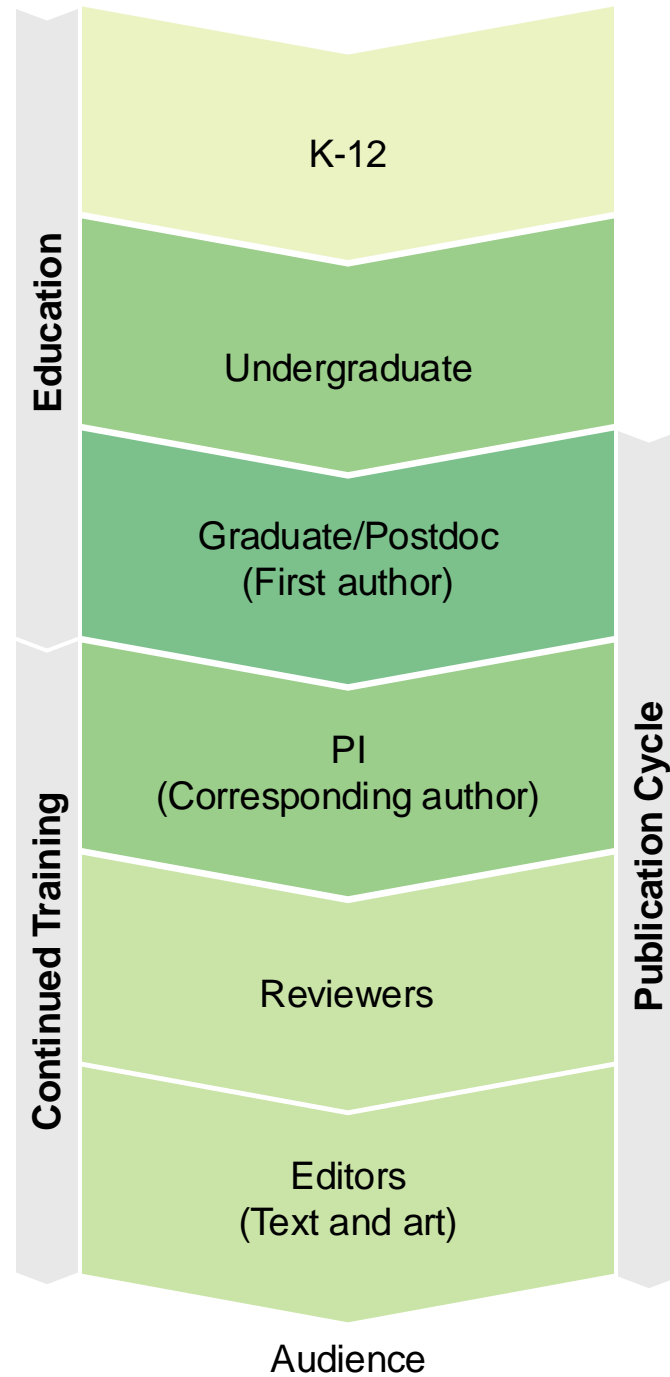 K-12
Undergraduate
Graduate/Postdoc
(First author)
PI
(Corresponding author)
Reviewers
Editors
(Text and art)
Audience
Education
Continued Training
Publication Cycle